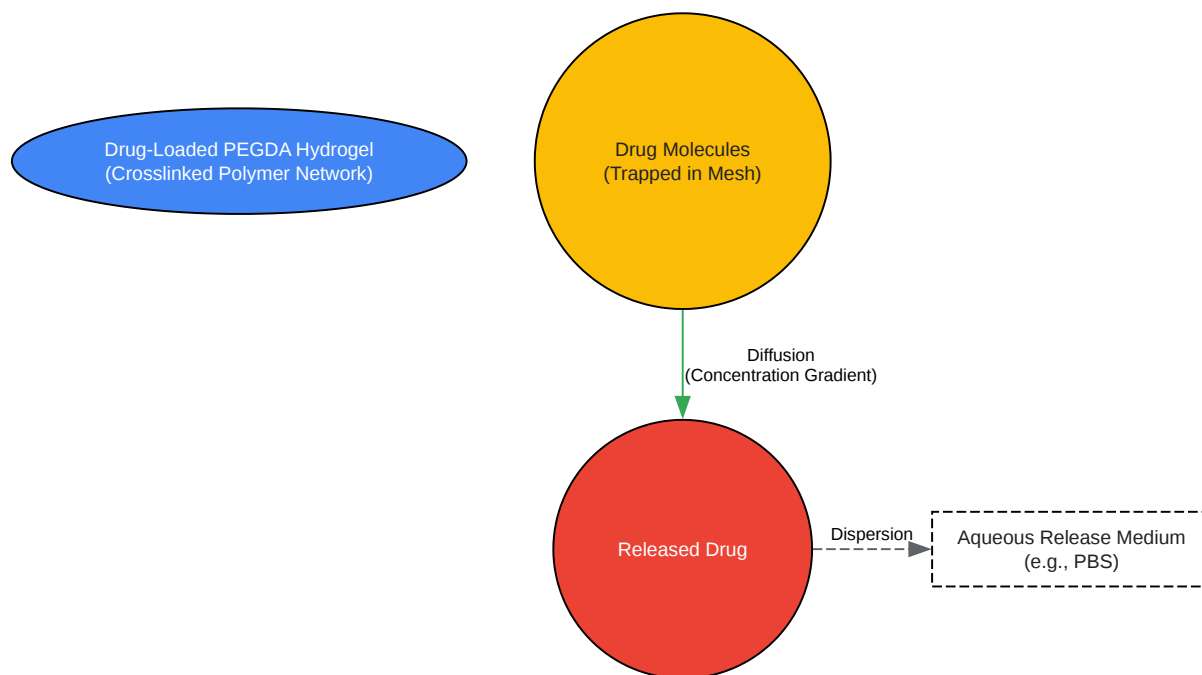 Drug-Loaded PEGDA Hydrogel
(Crosslinked Polymer Network)
Drug Molecules
(Trapped in Mesh)
Diffusion
(Concentration Gradient)
Released Drug
Dispersion
Aqueous Release Medium
(e.g., PBS)